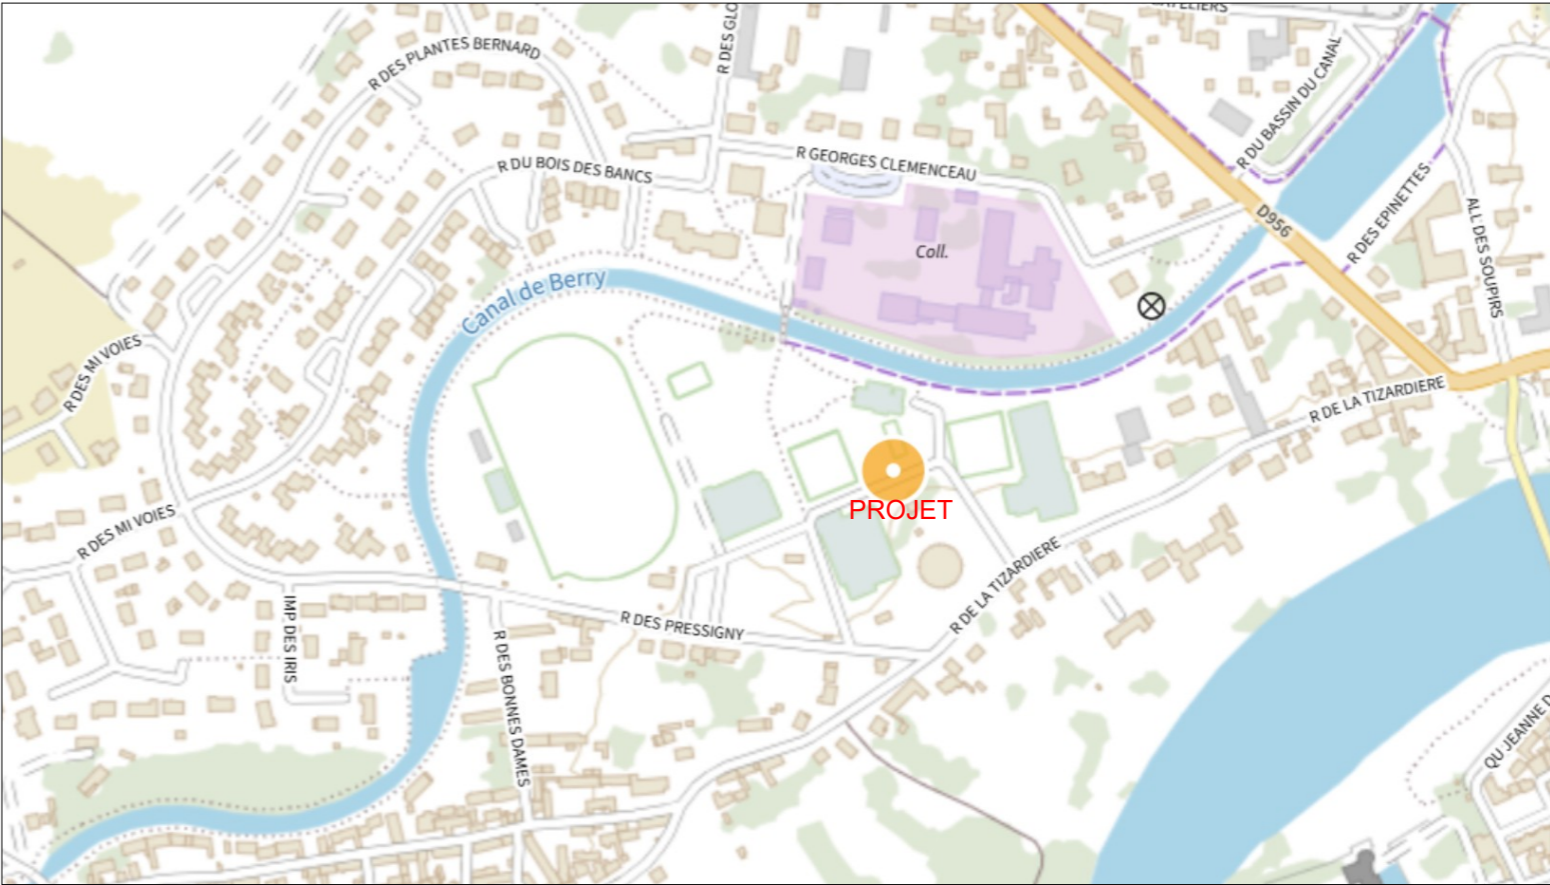 R DES PLANTES BERNARD
R DES GLO
R DU BASSIN DU CANAL
R DU BOIS DES BANCS
R GEORGES CLEMENCEAU
R DES EPINETTES
ALL DES SOUPIRS
D956
Coll.
Canal de Berry
R DES MI VOIES
R DE LA TIZARDIERE
PROJET
R DES MI VOIES
R DE LA TIZARDIERE
IMP DES IRIS
R DES PRESSIGNY
R DES BONNES DAMES
QU JEANNE D